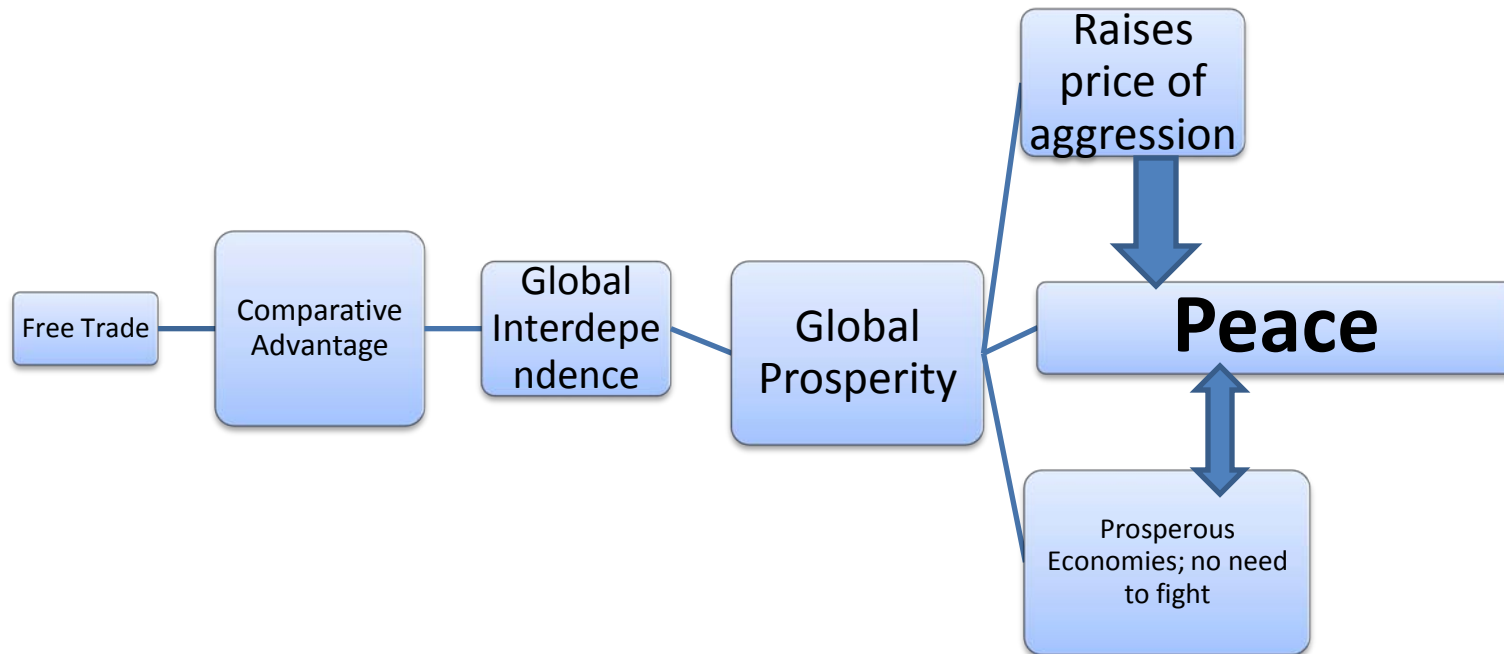 Free Trade
Comparative
Advantage
Global
Interdepe
ndence
Global
Prosperity
Raises
price of
aggression
Peace
Prosperous
Economies; no need
to fight